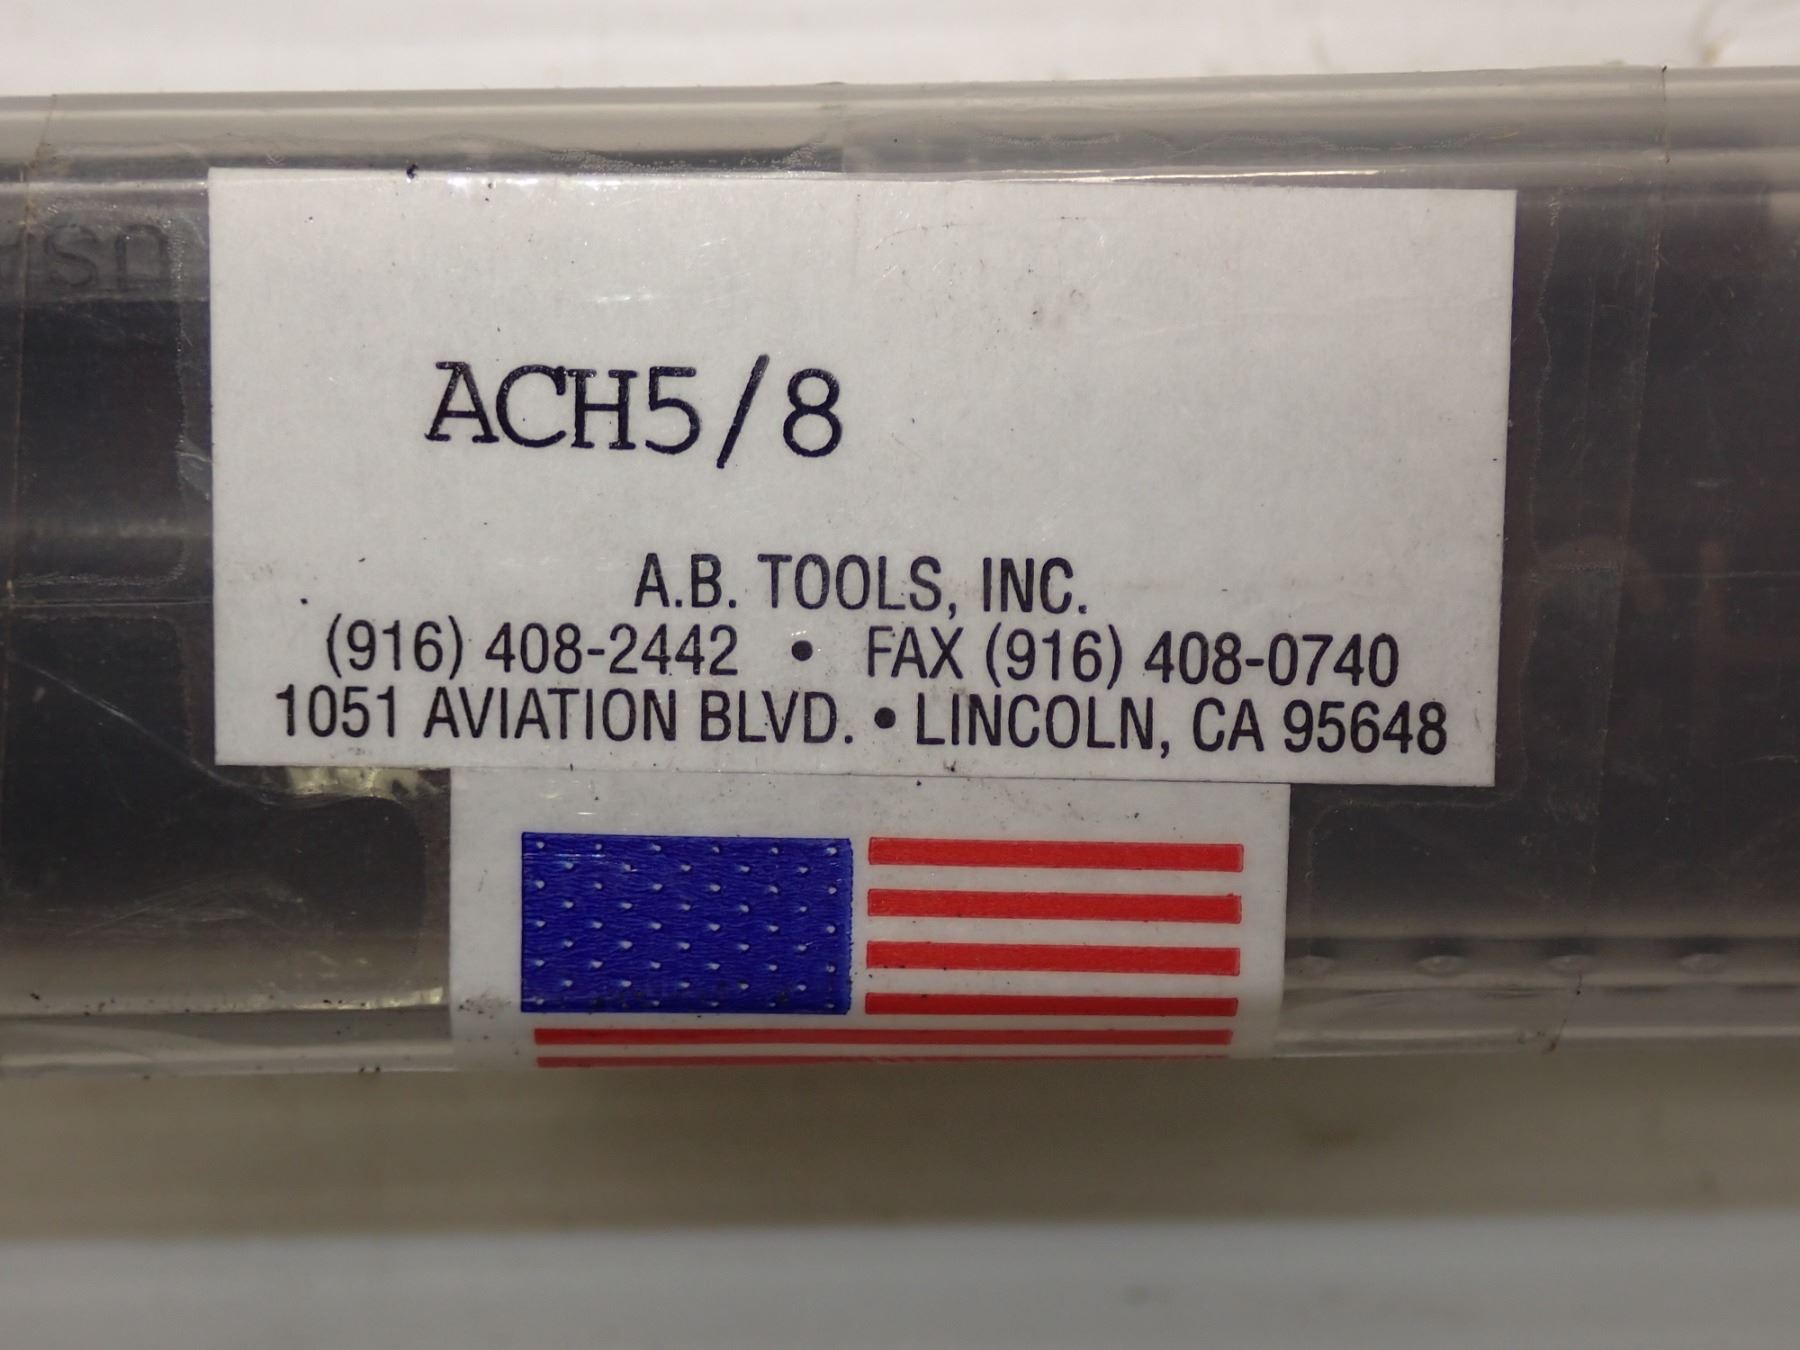 ACH5/8
A.B. TOOLS, INC.
(916) 408-2442 • FAX (916) 408-0740
1051 AVIATION BLVD. • LINCOLN, CA 95648